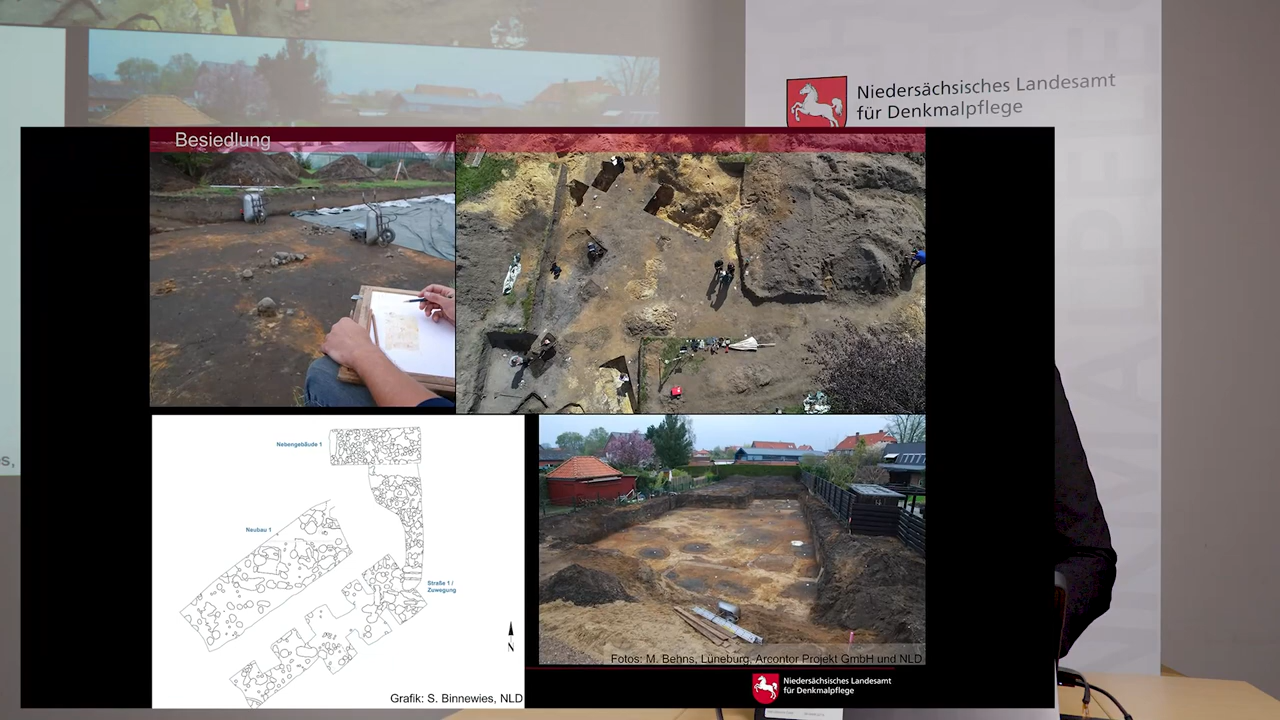 Niedersächsisches Landesamt
für Denkmalpflege
Besiedlung
Nebengebäude 1
Neubau 1
Straße 1 /
Zuwegung
N
Grafik: S. Binnewies, NLD
Fotos: M. Behns, Lüneburg, Arcontor Projekt GmbH und NLD
Niedersächsisches Landesamt
für Denkmalpflege